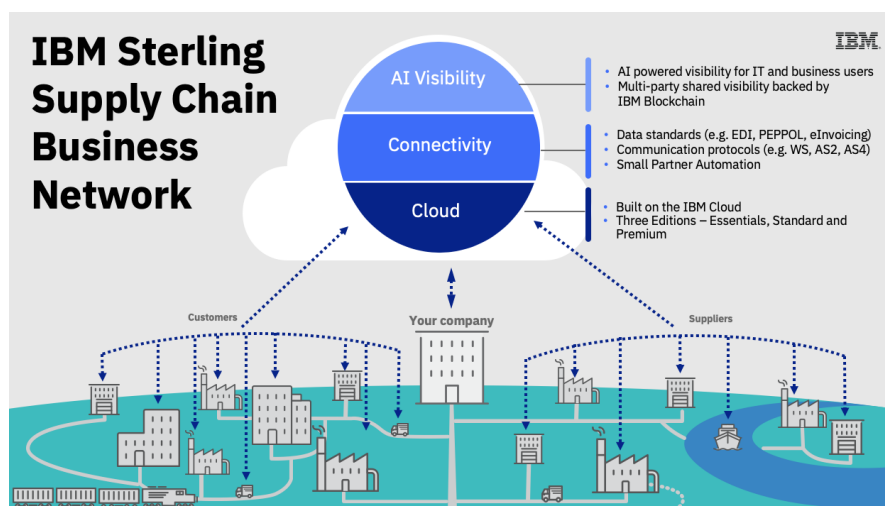 IBM Sterling
Supply Chain
Business
Network
IBM
AI Visibility
• AI powered visibility for IT and business users
• Multi-party shared visibility backed by
IBM Blockchain
Connectivity
• Data standards (e.g. EDI, PEPPOL, eInvoicing)
• Communication protocols (e.g. WS, AS2, AS4)
• Small Partner Automation
Cloud
• Built on the IBM Cloud
• Three Editions – Essentials, Standard and
Premium
Customers
Your company
Suppliers